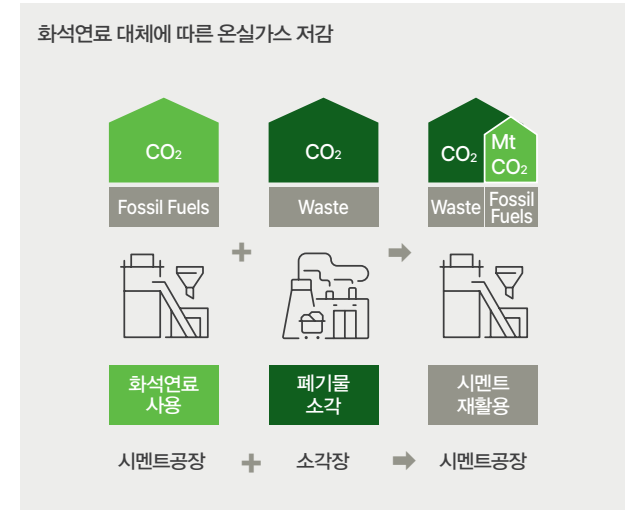 화석연료 대체에 따른 온실가스 저감
CO₂
CO₂
CO₂
Mt
CO₂
Fossil Fuels
Waste
Waste
Fossil
Fuels
+
→
화석연료
사용
폐기물
소각
시멘트
재활용
시멘트공장 + 소각장 → 시멘트공장